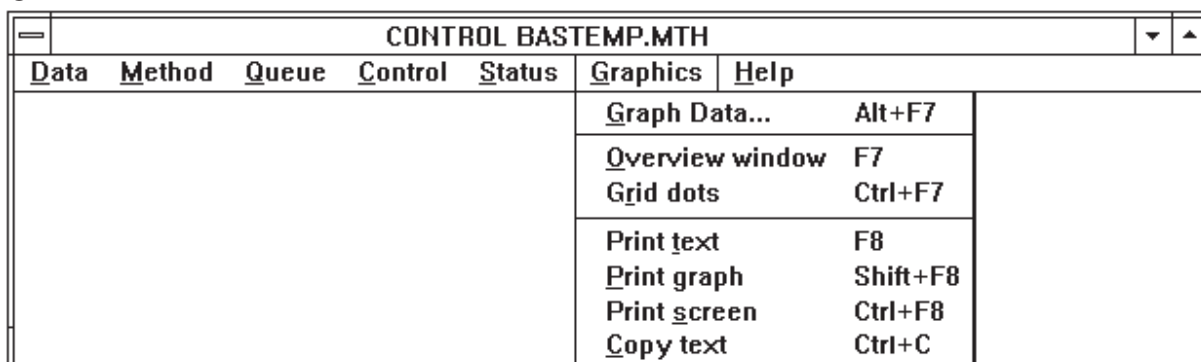 CONTROL BASTEMP.MTH
Data Method Queue Control Status Graphics Help
Graph Data... Alt+F7
Overview window F7
Grid dots Ctrl+F7
Print text F8
Print graph Shift+F8
Print screen Ctrl+F8
Copy text Ctrl+C